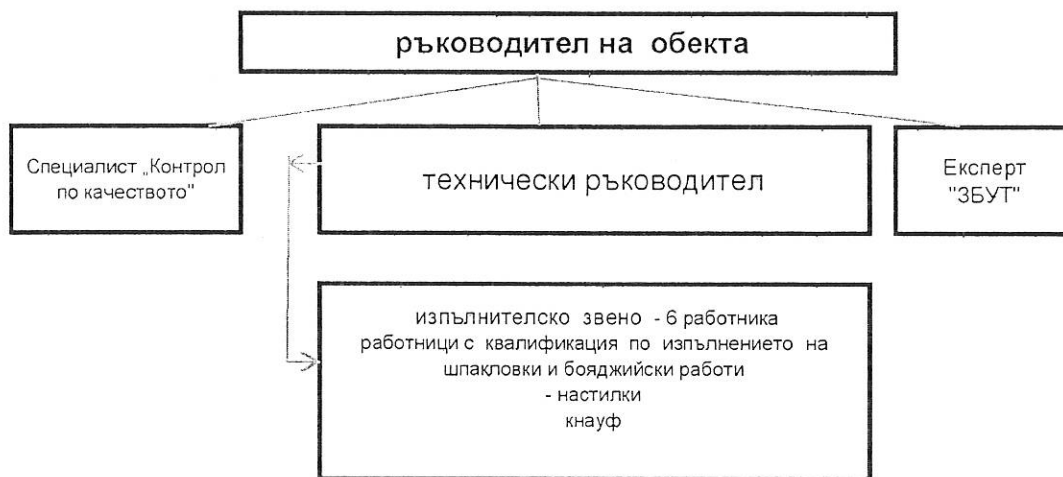 ръководител на обекта
Специалист „Контрол
по качеството"
технически ръководител
Експерт
"ЗБУТ"
изпълнителско звено - 6 работника
работници с квалификация по изпълнението на
шпакловки и бояджийски работи
- настилки
кнауф